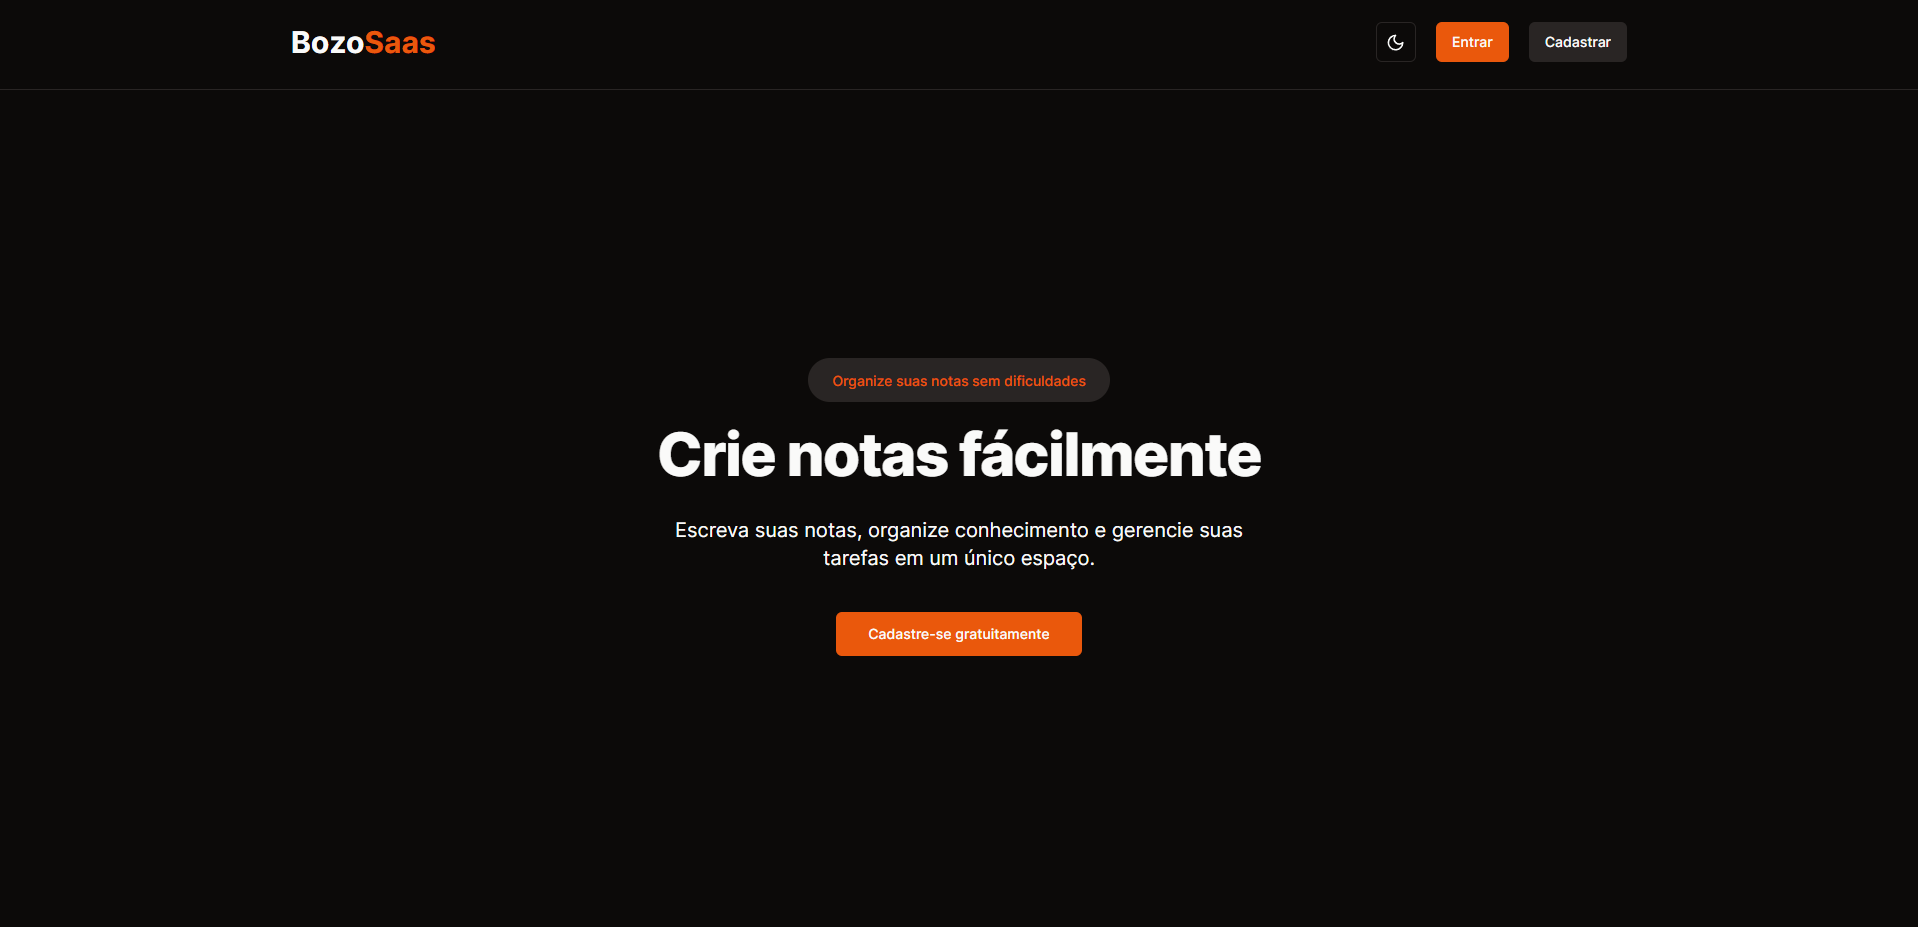 BozoSaas
Entrar
Cadastrar
Organize suas notas sem dificuldades
Crie notas fácilmente
Escreva suas notas, organize conhecimento e gerencie suas
tarefas em um único espaço.
Cadastre-se gratuitamente